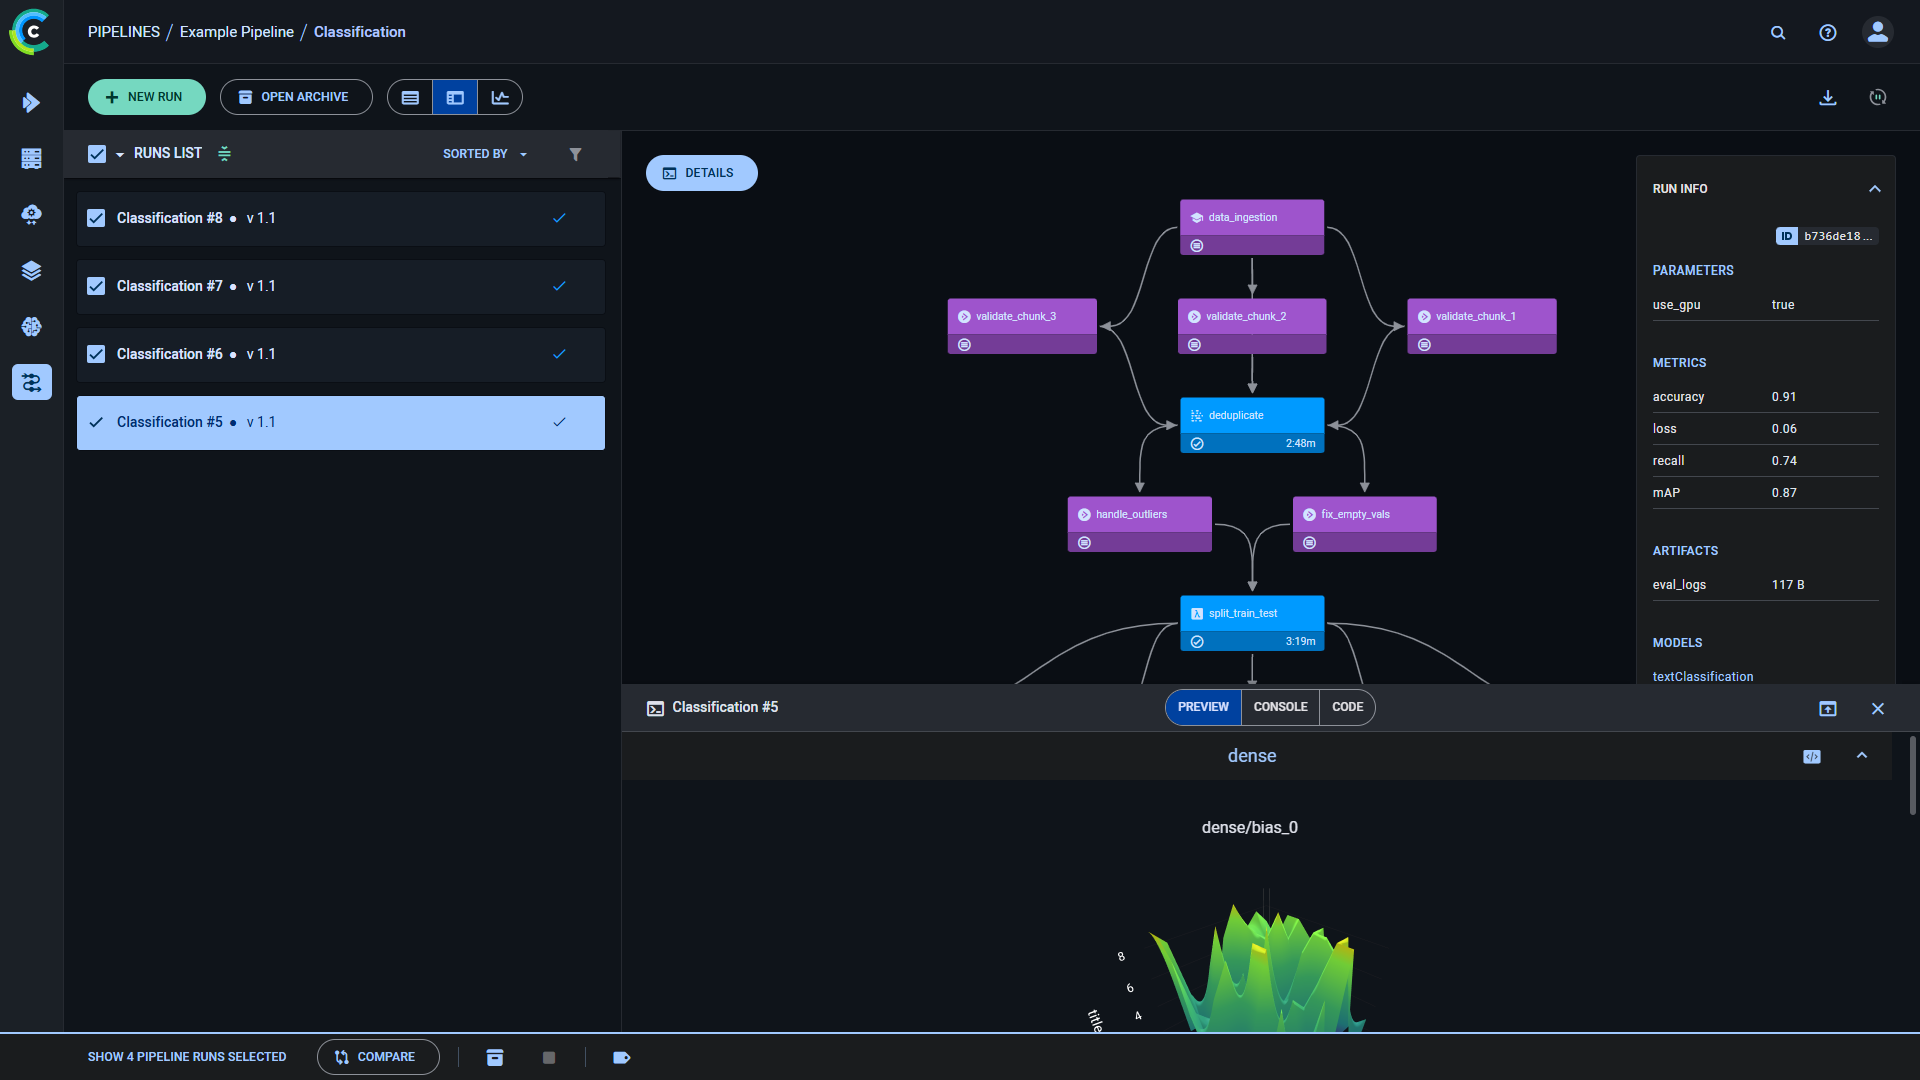 PIPELINES / Example Pipeline / Classification
NEW RUN
OPEN ARCHIVE
RUNS LIST
SORTED BY
Classification #8 • v 1.1
Classification #7 • v 1.1
Classification #6 • v 1.1
Classification #5 • v 1.1
DETAILS
data_ingestion
validate_chunk_3
validate_chunk_2
validate_chunk_1
deduplicate
2:48m
handle_outliers
fix_empty_vals
split_train_test
3:19m
RUN INFO
ID b736de18...
PARAMETERS
use_gpu true
METRICS
accuracy 0.91
loss 0.06
recall 0.74
mAP 0.87
ARTIFACTS
eval_logs 117 B
MODELS
textClassification
Classification #5
PREVIEW
CONSOLE
CODE
dense
dense/bias_0
8
6
4
title
SHOW 4 PIPELINE RUNS SELECTED
COMPARE